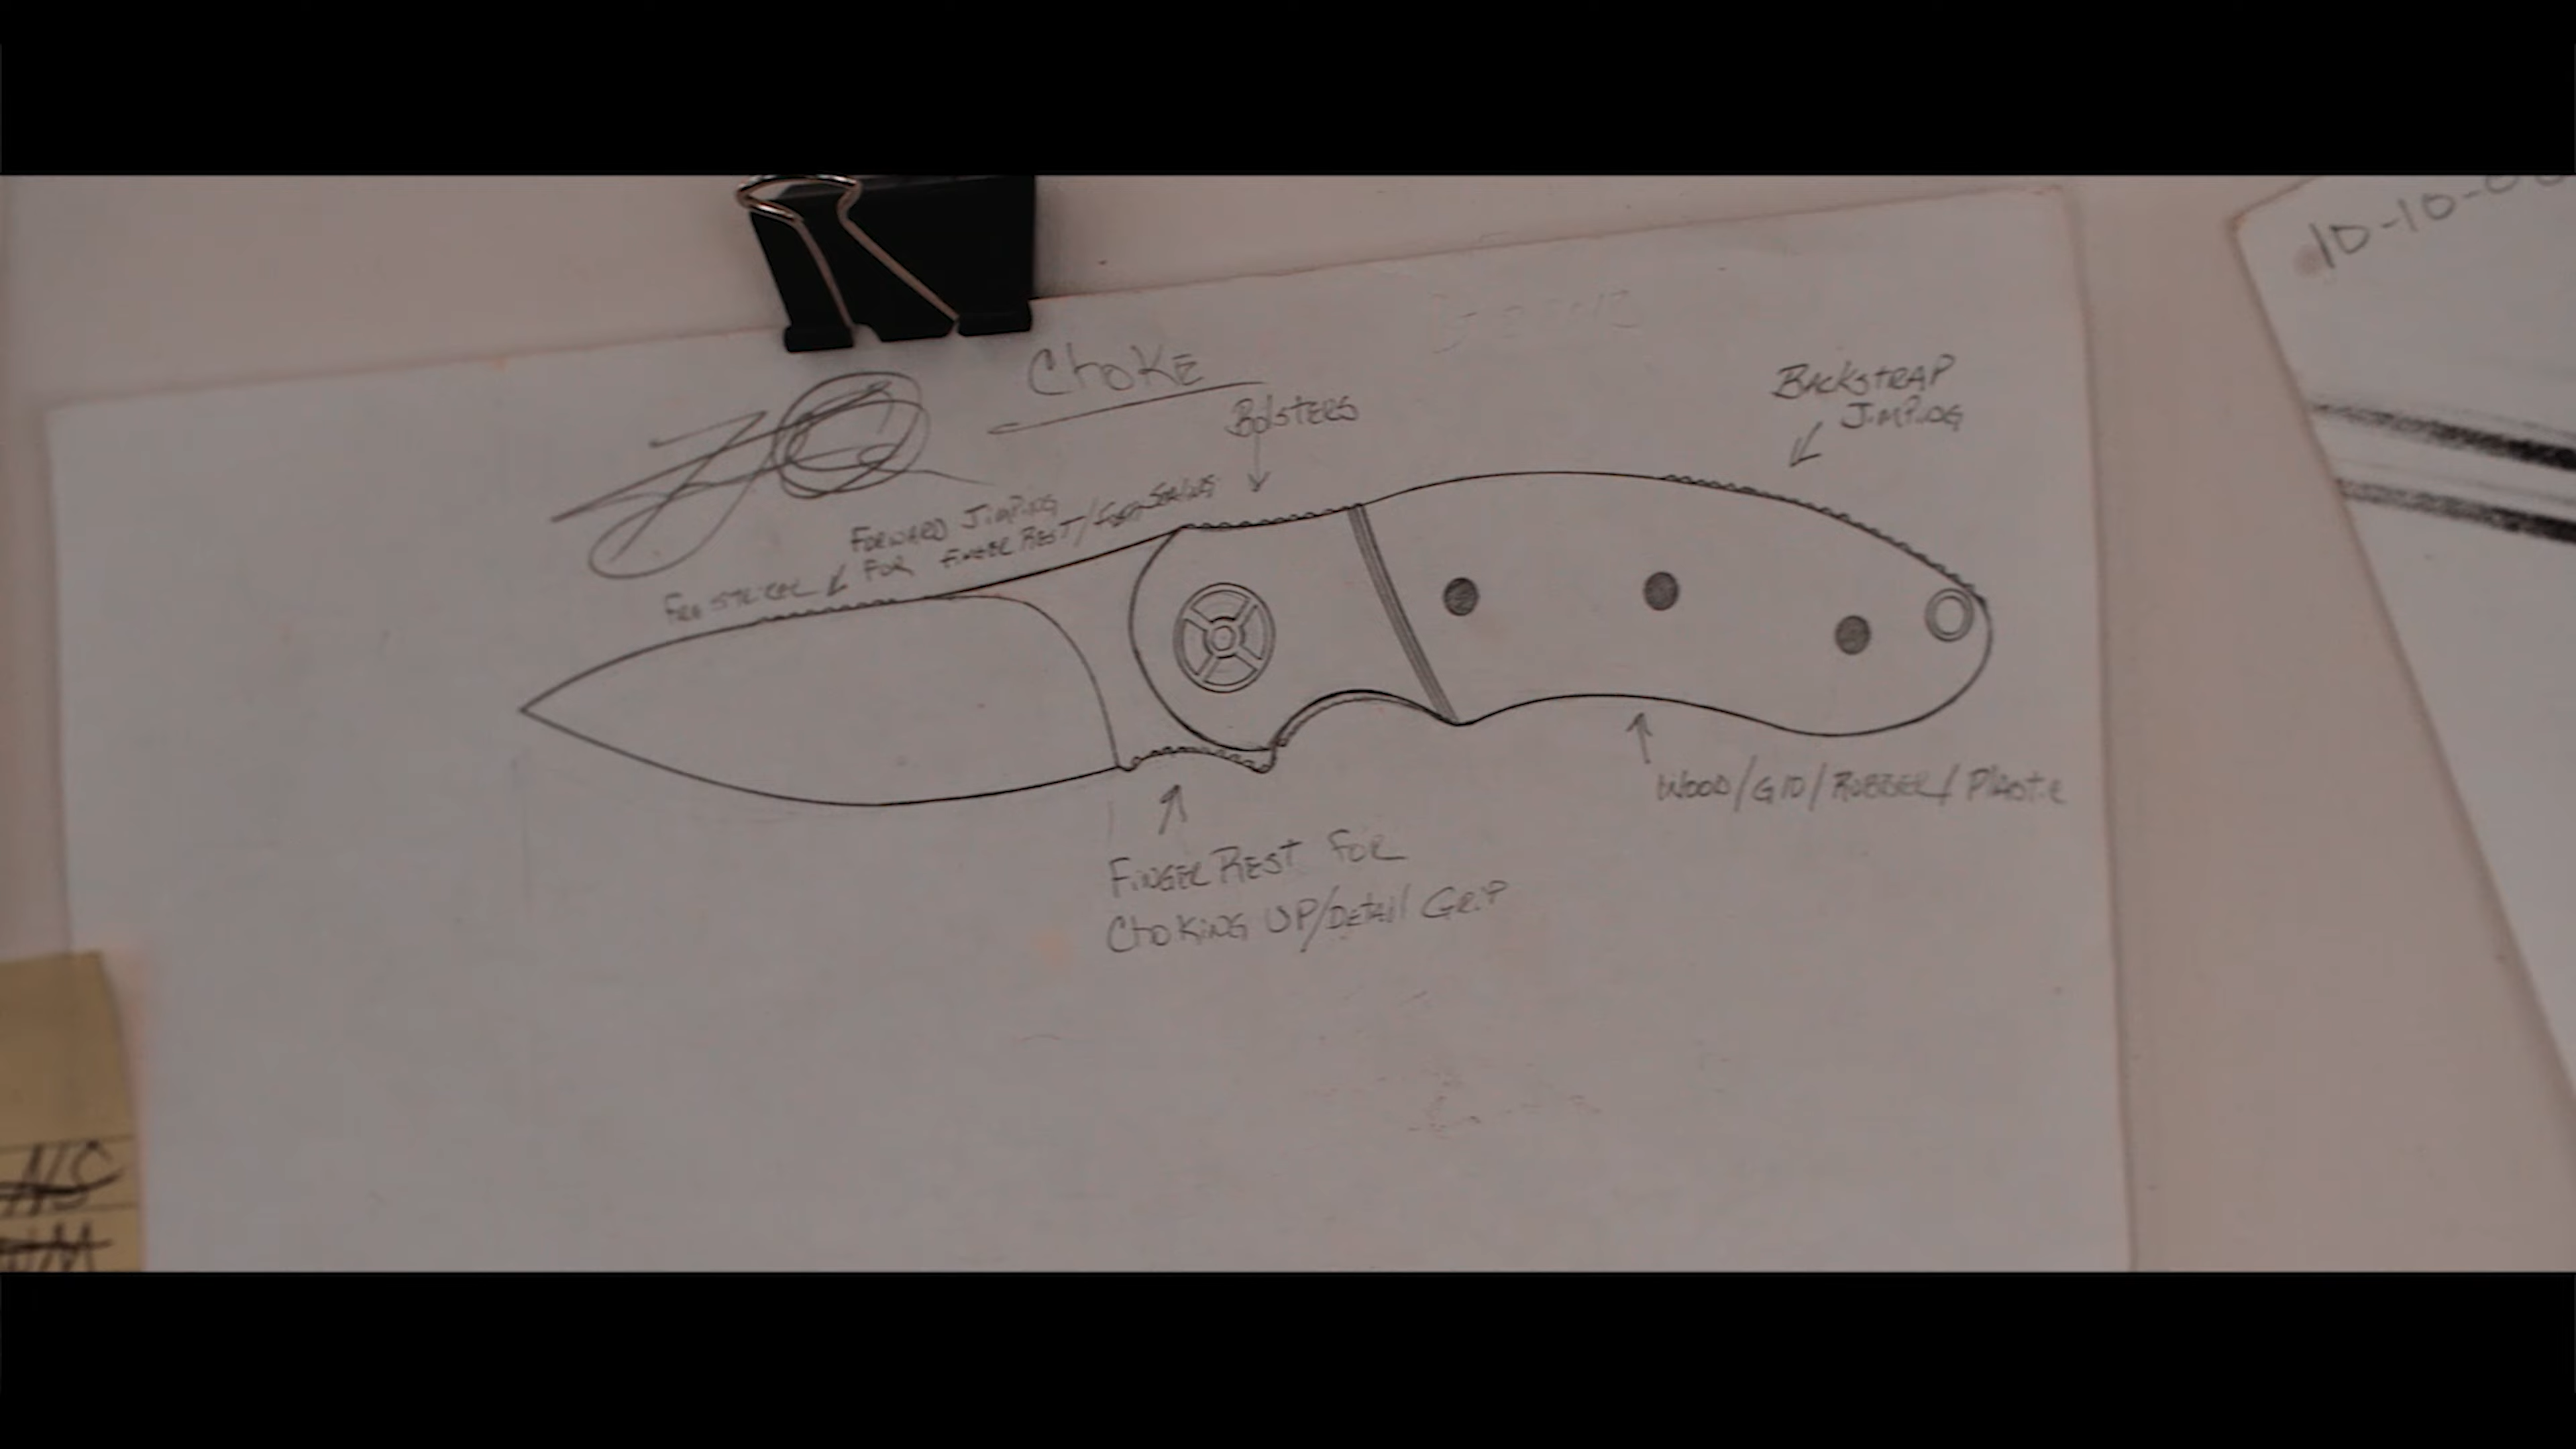 Choke
Bolsters
BACKSTRAP
JimPiNG
FORWARD JimPiNG
FOR FiNGER REST/
FiNGER REST FOR
ChoKiNG UP/DETAil GRiP
WOOD/G10/RUBBER/PlAStic
10-10-0